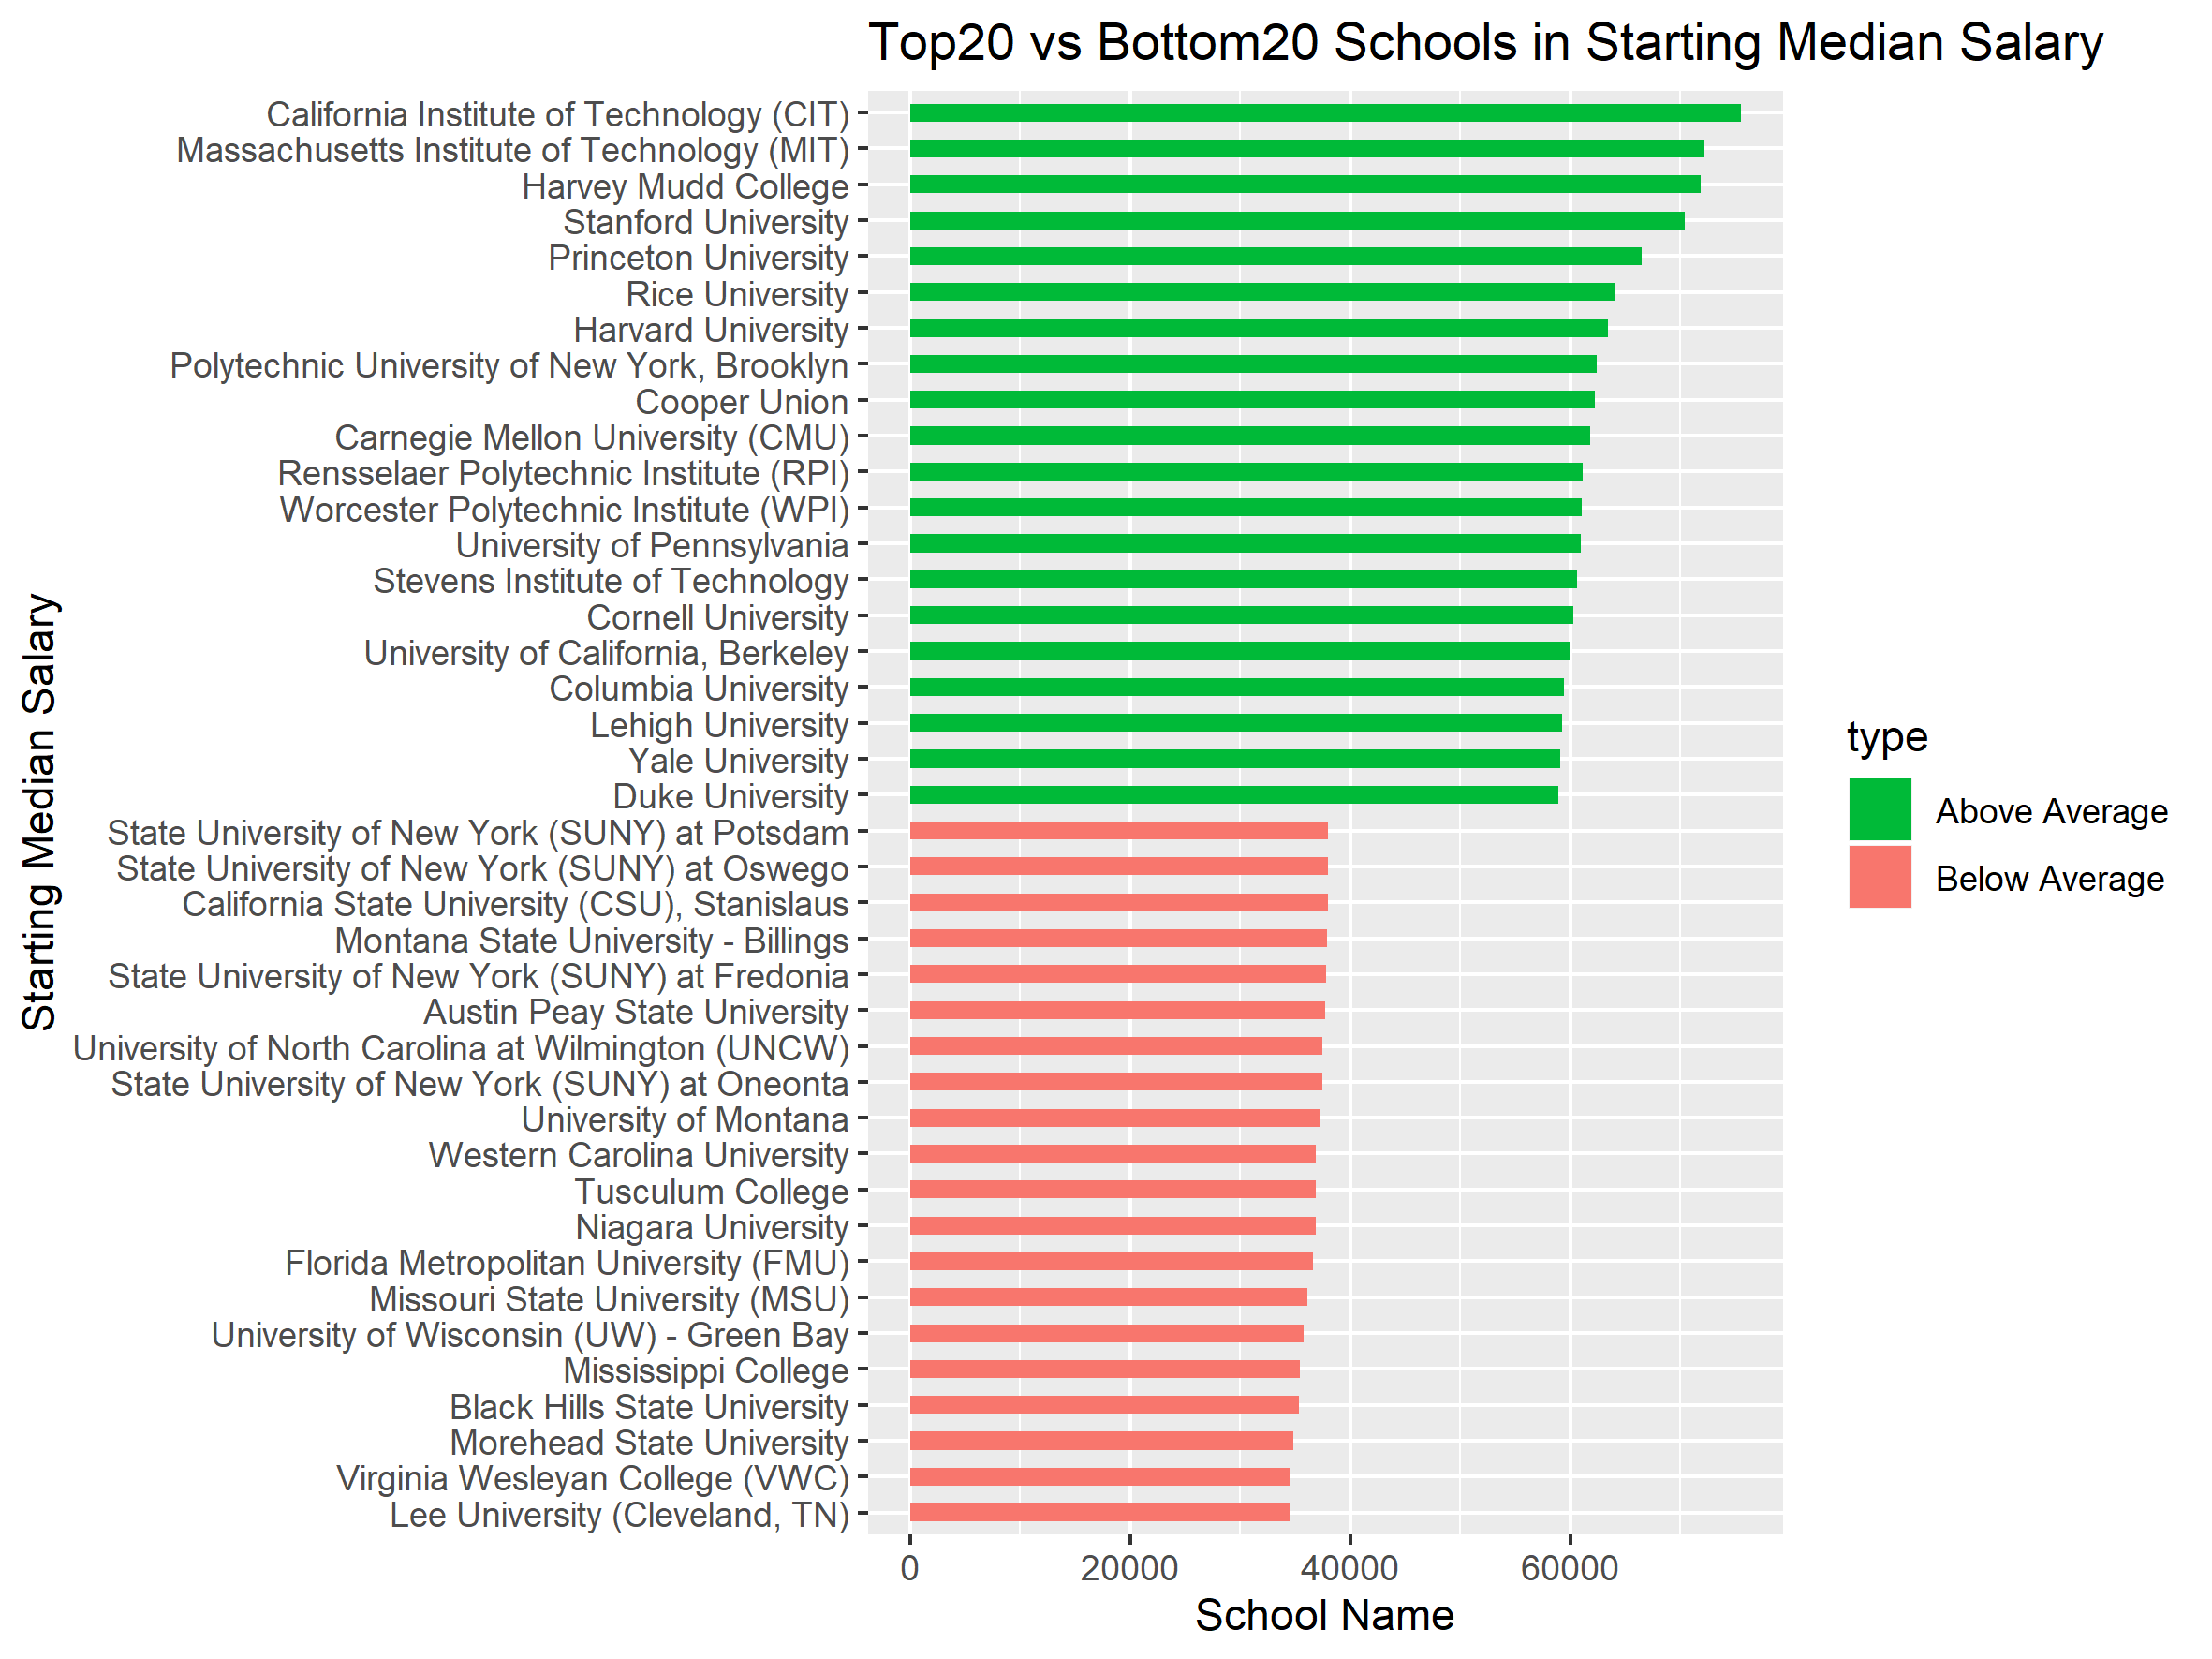 Top20 vs Bottom20 Schools in Starting Median Salary
California Institute of Technology (CIT)
Massachusetts Institute of Technology (MIT)
Harvey Mudd College
Stanford University
Princeton University
Rice University
Harvard University
Polytechnic University of New York, Brooklyn
Cooper Union
Carnegie Mellon University (CMU)
Rensselaer Polytechnic Institute (RPI)
Worcester Polytechnic Institute (WPI)
University of Pennsylvania
Stevens Institute of Technology
Cornell University
University of California, Berkeley
Columbia University
Lehigh University
Yale University
Duke University
State University of New York (SUNY) at Potsdam
State University of New York (SUNY) at Oswego
California State University (CSU), Stanislaus
Montana State University - Billings
State University of New York (SUNY) at Fredonia
Austin Peay State University
University of North Carolina at Wilmington (UNCW)
State University of New York (SUNY) at Oneonta
University of Montana
Western Carolina University
Tusculum College
Niagara University
Florida Metropolitan University (FMU)
Missouri State University (MSU)
University of Wisconsin (UW) - Green Bay
Mississippi College
Black Hills State University
Morehead State University
Virginia Wesleyan College (VWC)
Lee University (Cleveland, TN)
Starting Median Salary
0 20000 40000 60000
School Name
type
Above Average
Below Average